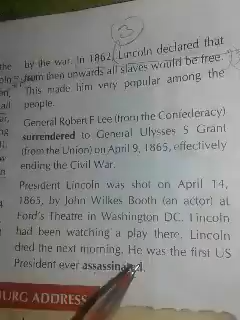 by the war. In 1862, Lincoln declared that
from then onwards all slaves would be free.
This made him very popular among the
people.
General Robert E Lee (from the Confederacy)
surrendered to General Ulysses S Grant
(from the Union) on April 9, 1865, effectively
ending the Civil War.
President Lincoln was shot on April 14,
1865, by John Wilkes Booth (an actor) at
Ford's Theatre in Washington DC. Lincoln
had been watching a play there. Lincoln
died the next morning. He was the first US
President ever assassinated.
URG ADDRESS